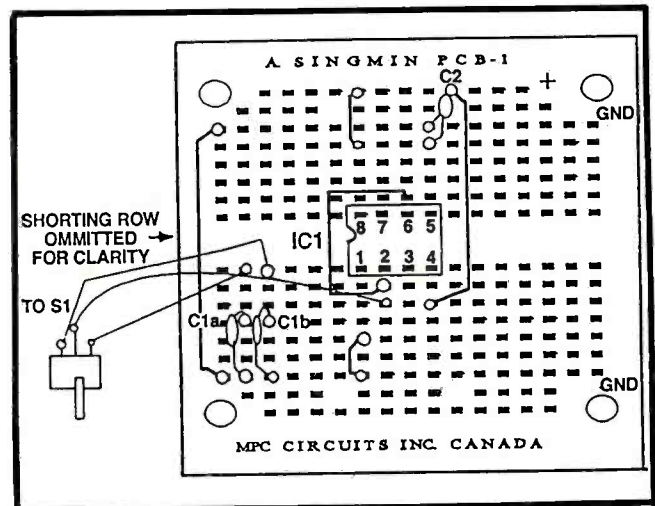 A. SINGMIN PCB-1
C2
+
GND
SHORTING ROW
OMMITTED
FOR CLARITY
IC1
8 7 6 5
1 2 3 4
TO S1
C1a
C1b
GND
MPC CIRCUITS INC. CANADA